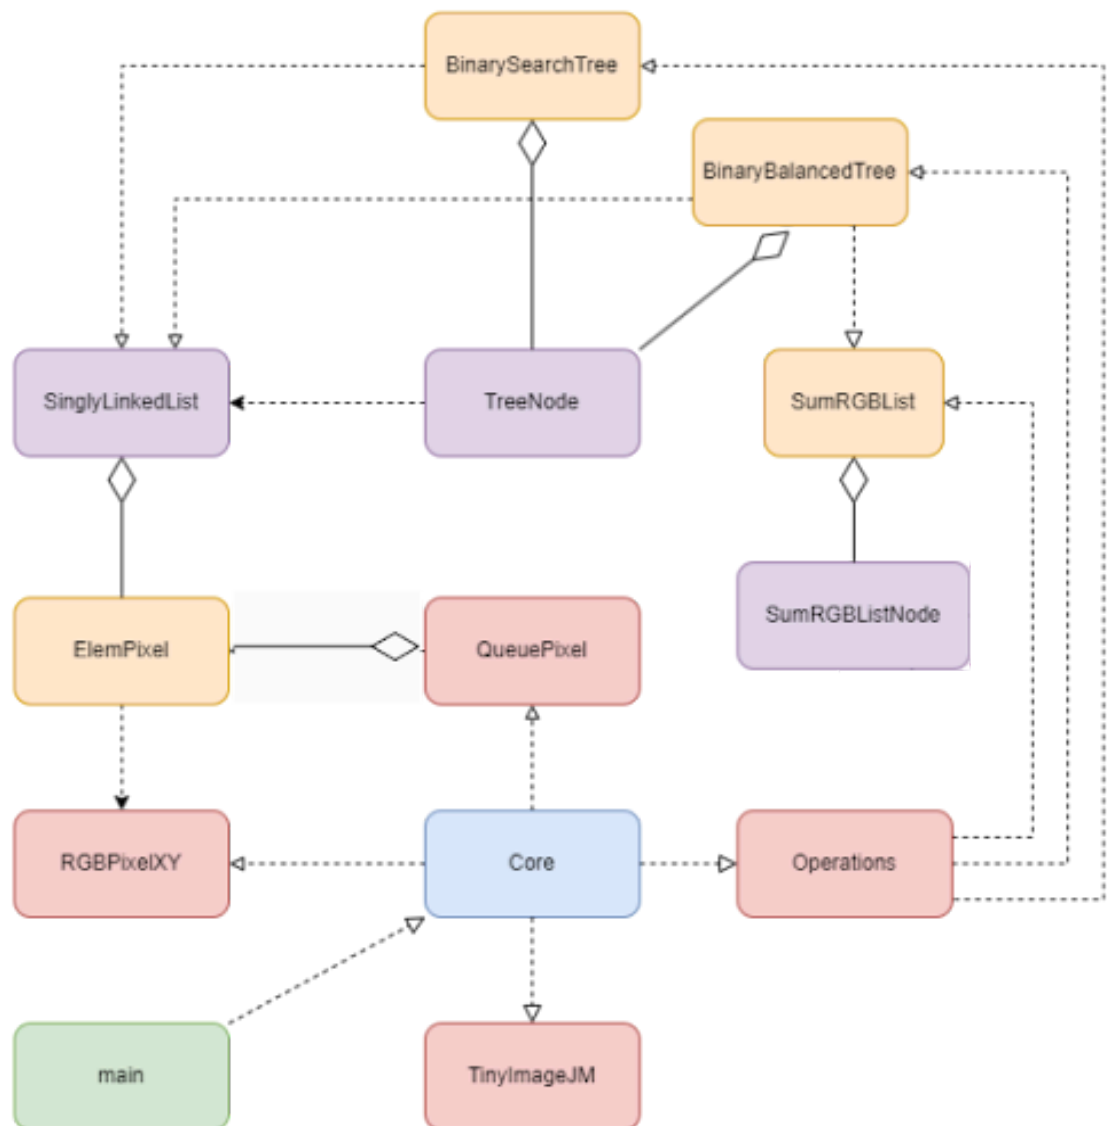 BinarySearchTree
BinaryBalancedTree
SinglyLinkedList
TreeNode
SumRGBList
SumRGBListNode
ElemPixel
QueuePixel
RGBPixelXY
Core
Operations
main
TinyImageJM